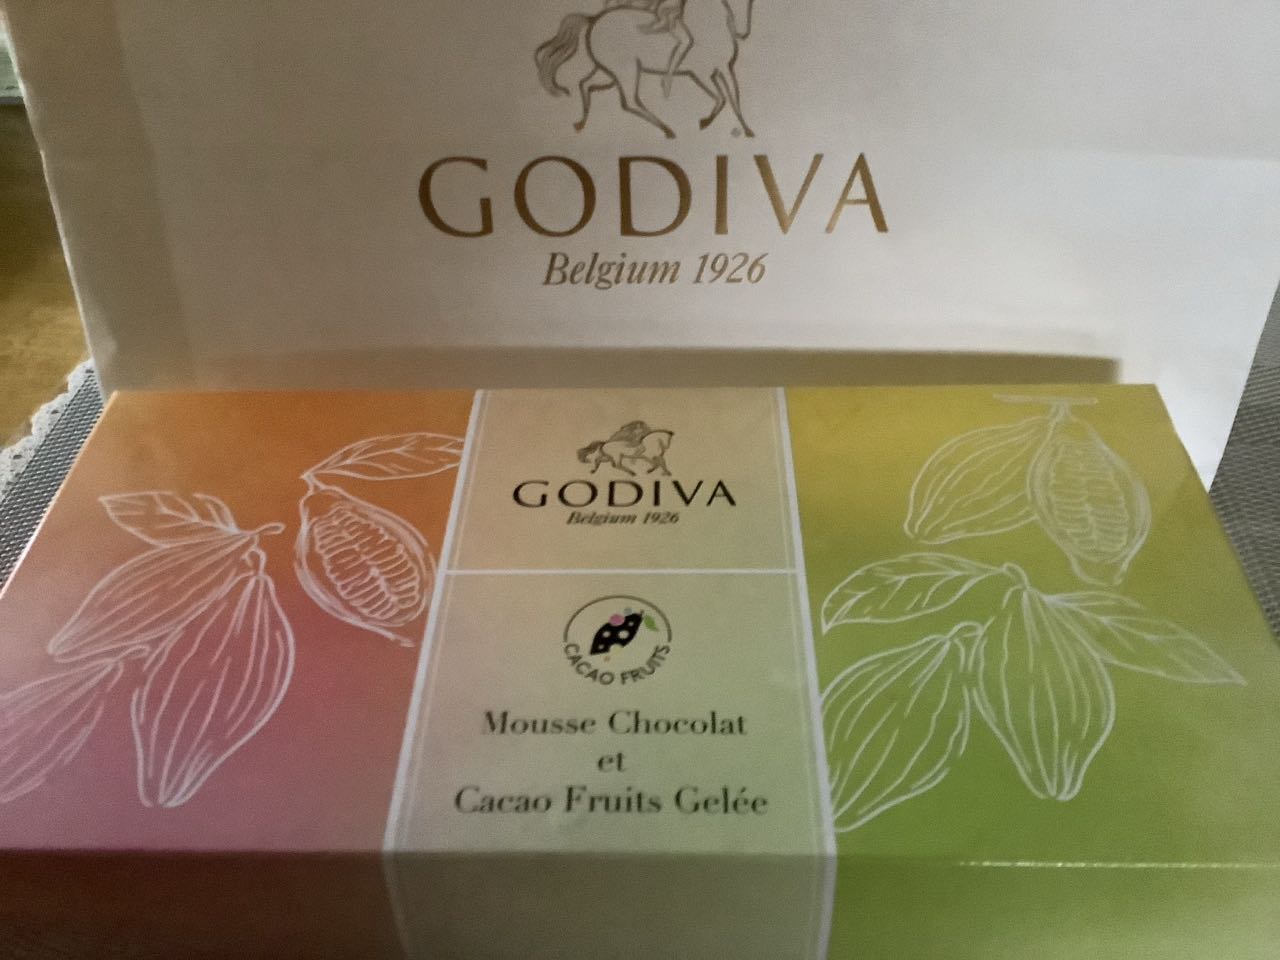 GODIVA
Belgium 1926
GODIVA
Belgium 1926
CACAO FRUITS
Mousse Chocolat
et
Cacao Fruits Gelée